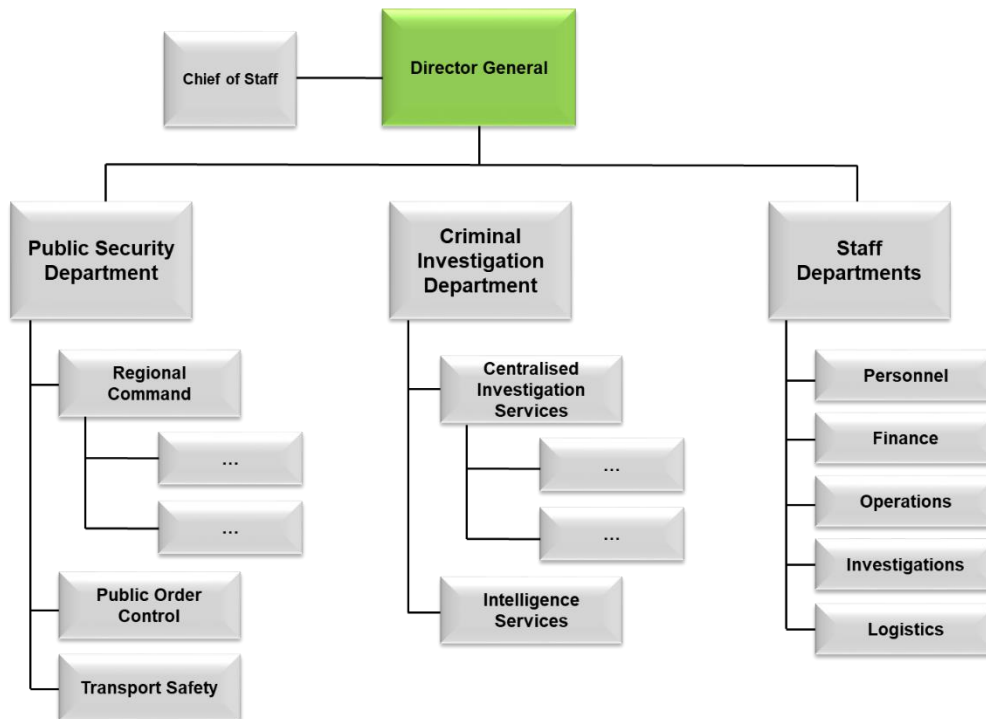 Chief of Staff
Director General
Public Security
Department
Criminal
Investigation
Department
Staff
Departments
Regional
Command
...
...
Public Order
Control
Transport Safety
Centralised
Investigation
Services
...
...
Intelligence
Services
Personnel
Finance
Operations
Investigations
Logistics